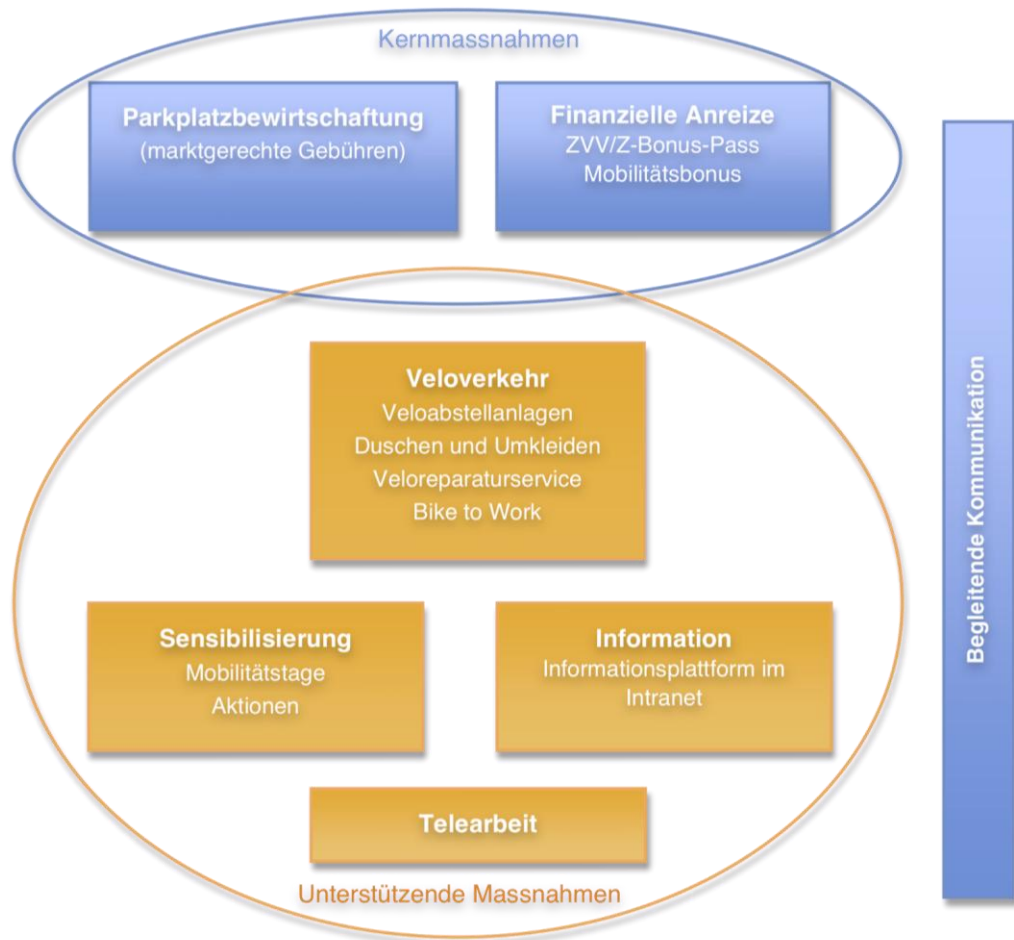 Kernmassnahmen
Parkplatzbewirtschaftung
(marktgerechte Gebühren)
Finanzielle Anreize
ZVV/Z-Bonus-Pass
Mobilitätsbonus
Veloverkehr
Veloabstellanlagen
Duschen und Umkleiden
Veloreparaturservice
Bike to Work
Sensibilisierung
Mobilitätstage
Aktionen
Information
Informationsplattform im
Intranet
Telearbeit
Unterstützende Massnahmen
Begleitende Kommunikation